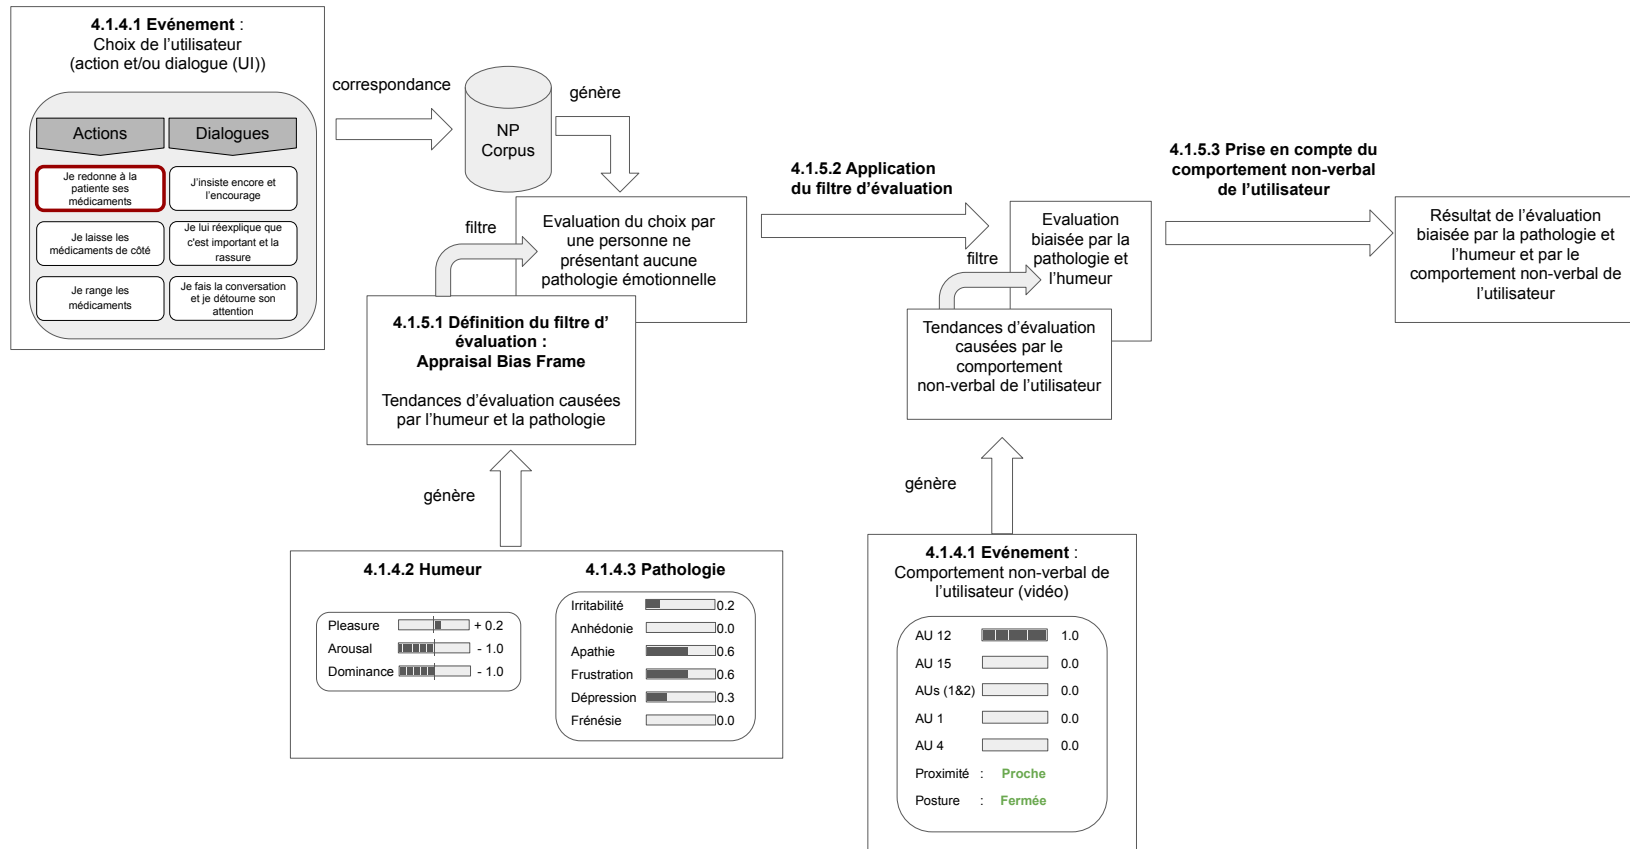 4.1.4.1 Evénement :
Choix de l'utilisateur
(action et/ou dialogue (UI))
Actions
Dialogues
Je redonne à la
patiente ses
médicaments
J'insiste encore et
l'encourage
Je laisse les
médicaments de côté
Je lui réexplique que
c'est important et la
rassure
Je range les
médicaments
Je fais la conversation
et je détourne son
attention
correspondance
NP
Corpus
génère
filtre
Evaluation du choix par
une personne ne
présentant aucune
pathologie émotionnelle
4.1.5.1 Définition du filtre d'
évaluation :
Appraisal Bias Frame
Tendances d'évaluation causées
par l'humeur et la pathologie
génère
4.1.4.2 Humeur
Pleasure + 0.2
Arousal - 1.0
Dominance - 1.0
4.1.4.3 Pathologie
Irritabilité 0.2
Anhédonie 0.0
Apathie 0.6
Frustration 0.6
Dépression 0.3
Frénésie 0.0
4.1.5.2 Application
du filtre d'évaluation
filtre
Evaluation
biaisée par la
pathologie et
l'humeur
Tendances d'évaluation
causées par le
comportement
non-verbal de l'utilisateur
génère
4.1.4.1 Evénement :
Comportement non-verbal de
l'utilisateur (vidéo)
AU 12 1.0
AU 15 0.0
AUs (1&2) 0.0
AU 1 0.0
AU 4 0.0
Proximité : Proche
Posture : Fermée
4.1.5.3 Prise en compte du
comportement non-verbal
de l'utilisateur
Résultat de l'évaluation
biaisée par la pathologie et
l'humeur et par le
comportement non-verbal de
l'utilisateur